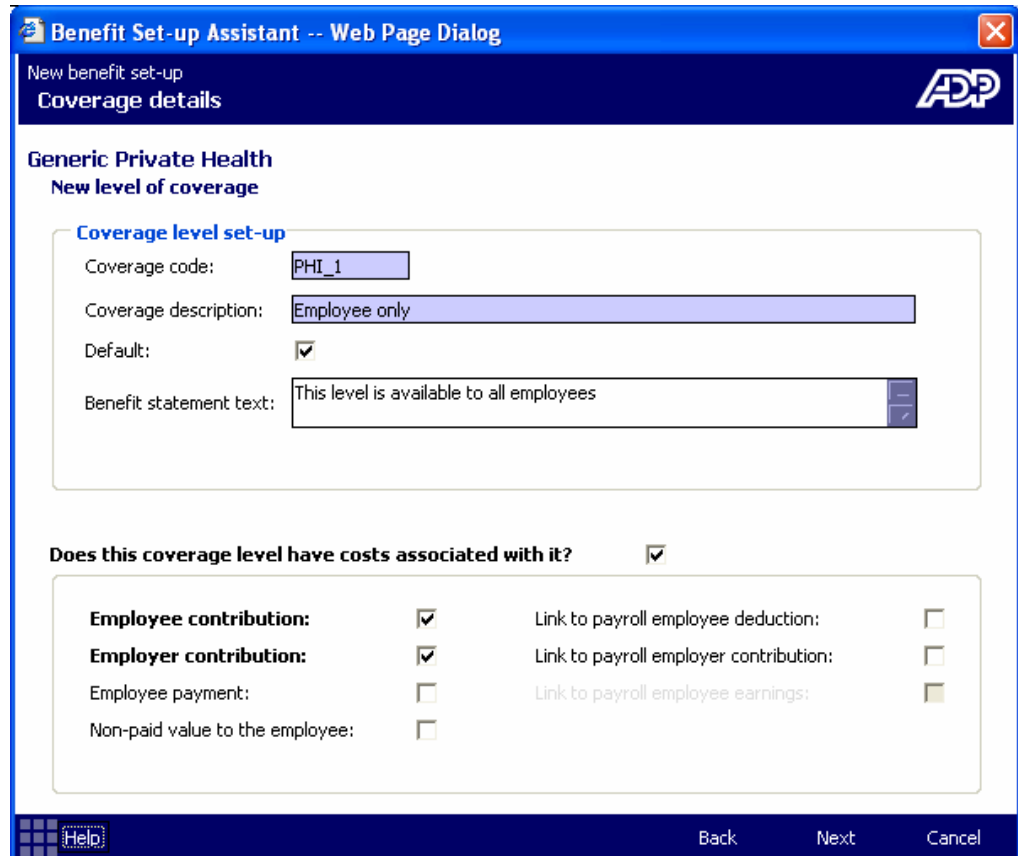 Benefit Set-up Assistant -- Web Page Dialog
New benefit set-up
Coverage details
ADP
Generic Private Health
New level of coverage
Coverage level set-up
Coverage code: PHI_1
Coverage description: Employee only
Default:
Benefit statement text: This level is available to all employees
Does this coverage level have costs associated with it?
Employee contribution: Link to payroll employee deduction:
Employer contribution: Link to payroll employer contribution:
Employee payment: Link to payroll employee earnings:
Non-paid value to the employee:
Help Back Next Cancel